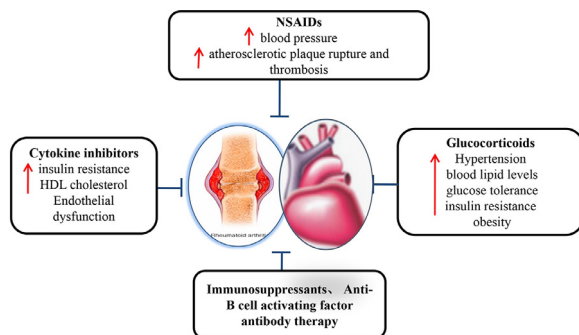 NSAIDs
blood pressure
atherosclerotic plaque rupture and
thrombosis
Cytokine inhibitors
insulin resistance
HDL cholesterol
Endothelial
dysfunction
Rheumatoid arthritis
Glucocorticoids
Hypertension
blood lipid levels
glucose tolerance
insulin resistance
obesity
Immunosuppressants、Anti-
B cell activating factor
antibody therapy